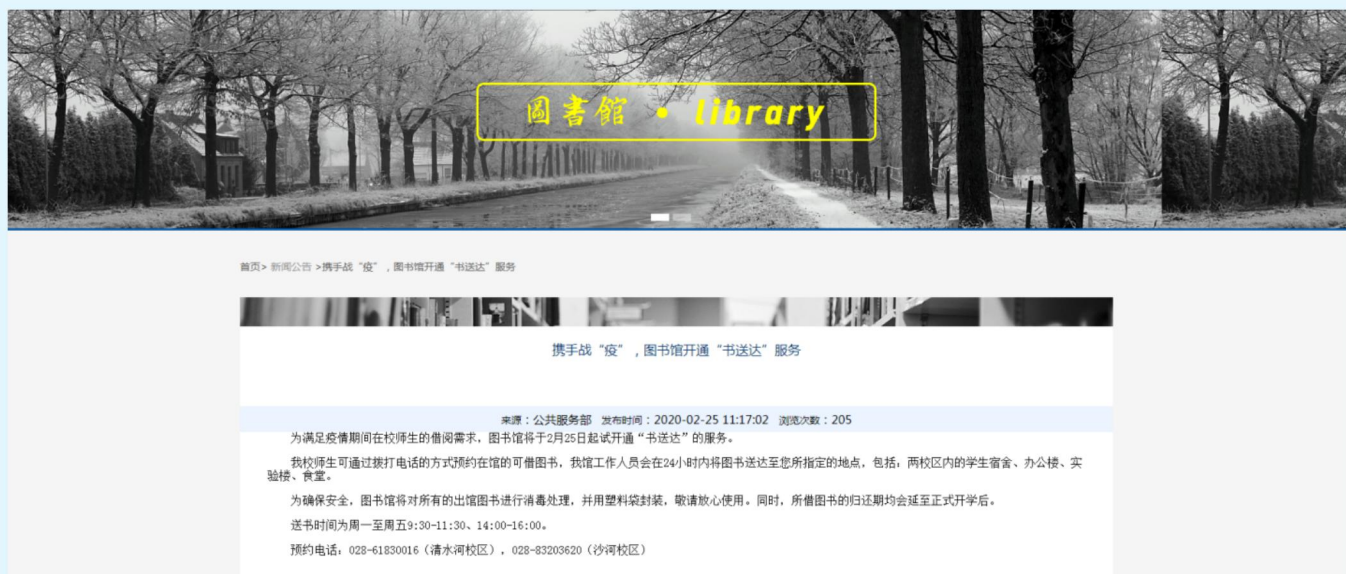 圖書館 • library
首页> 新闻公告 >携手战“疫”，图书馆开通“书送达”服务
携手战“疫”，图书馆开通“书送达”服务
来源：公共服务部 发布时间：2020-02-25 11:17:02 浏览次数：205
为满足疫情期间在校师生的借阅需求，图书馆将于2月25日起试开通“书送达”的服务。
我校师生可通过拨打电话的方式预约在馆的可借图书，我馆工作人员会在24小时内将图书送达至您所指定的地点，包括：两校区内的学生宿舍、办公楼、实
验楼、食堂。
为确保安全，图书馆将对所有的出馆图书进行消毒处理，并用塑料袋封装，敬请放心使用。同时，所借图书的归还期均会延至正式开学后。
送书时间为周一至周五9:30-11:30、14:00-16:00。
预约电话：028-61830016（清水河校区），028-83203620（沙河校区）